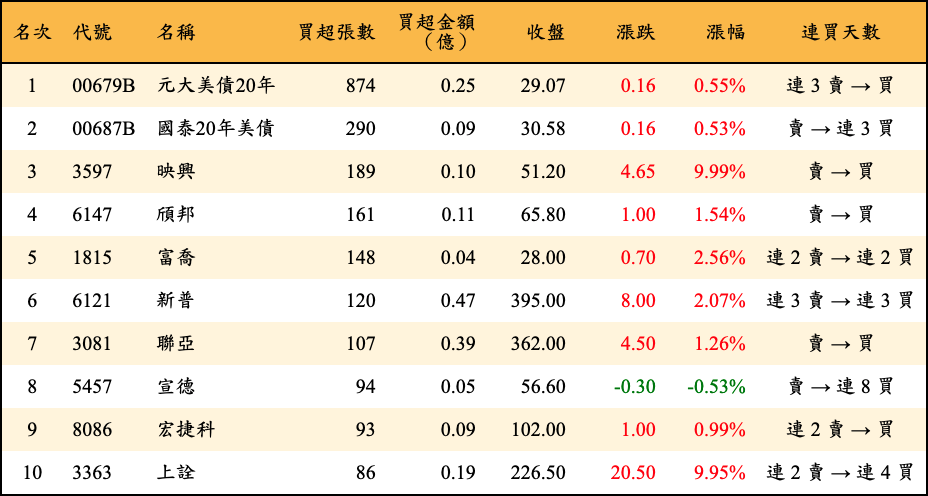 名次 代號 名稱 買超張數 買超金額（億） 收盤 漲跌 漲幅 連買天數
1 00679B 元大美債20年 874 0.25 29.07 0.16 0.55% 連 3 賣 → 買
2 00687B 國泰20年美債 290 0.09 30.58 0.16 0.53% 賣 → 連 3 買
3 3597 映興 189 0.10 51.20 4.65 9.99% 賣 → 買
4 6147 頎邦 161 0.11 65.80 1.00 1.54% 賣 → 買
5 1815 富喬 148 0.04 28.00 0.70 2.56% 連 2 賣 → 連 2 買
6 6121 新普 120 0.47 395.00 8.00 2.07% 連 3 賣 → 連 3 買
7 3081 聯亞 107 0.39 362.00 4.50 1.26% 賣 → 買
8 5457 宣德 94 0.05 56.60 -0.30 -0.53% 賣 → 連 8 買
9 8086 宏捷科 93 0.09 102.00 1.00 0.99% 連 2 賣 → 買
10 3363 上詮 86 0.19 226.50 20.50 9.95% 連 2 賣 → 連 4 買